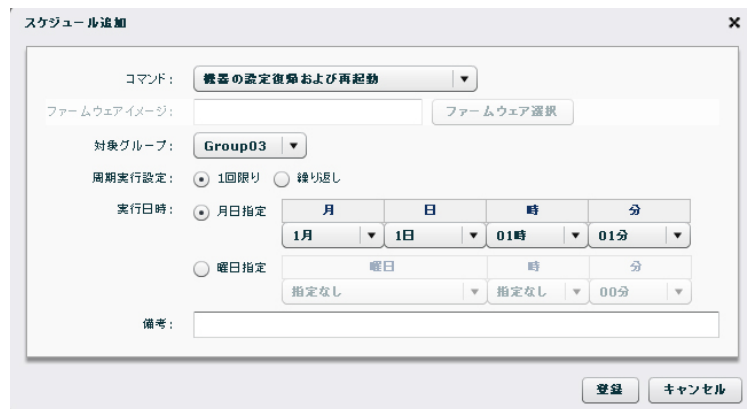 スケジュール追加
コマンド: 機器の設定復帰および再起動
ファームウェアイメージ: ファームウェア選択
対象グループ: Group03
周期実行設定: 1回限り 繰り返し
実行日時: 月日指定 月 日 時 分
1月 1日 01時 01分
曜日指定 曜日 時 分
指定なし 指定なし 00分
備考:
登録 キャンセル